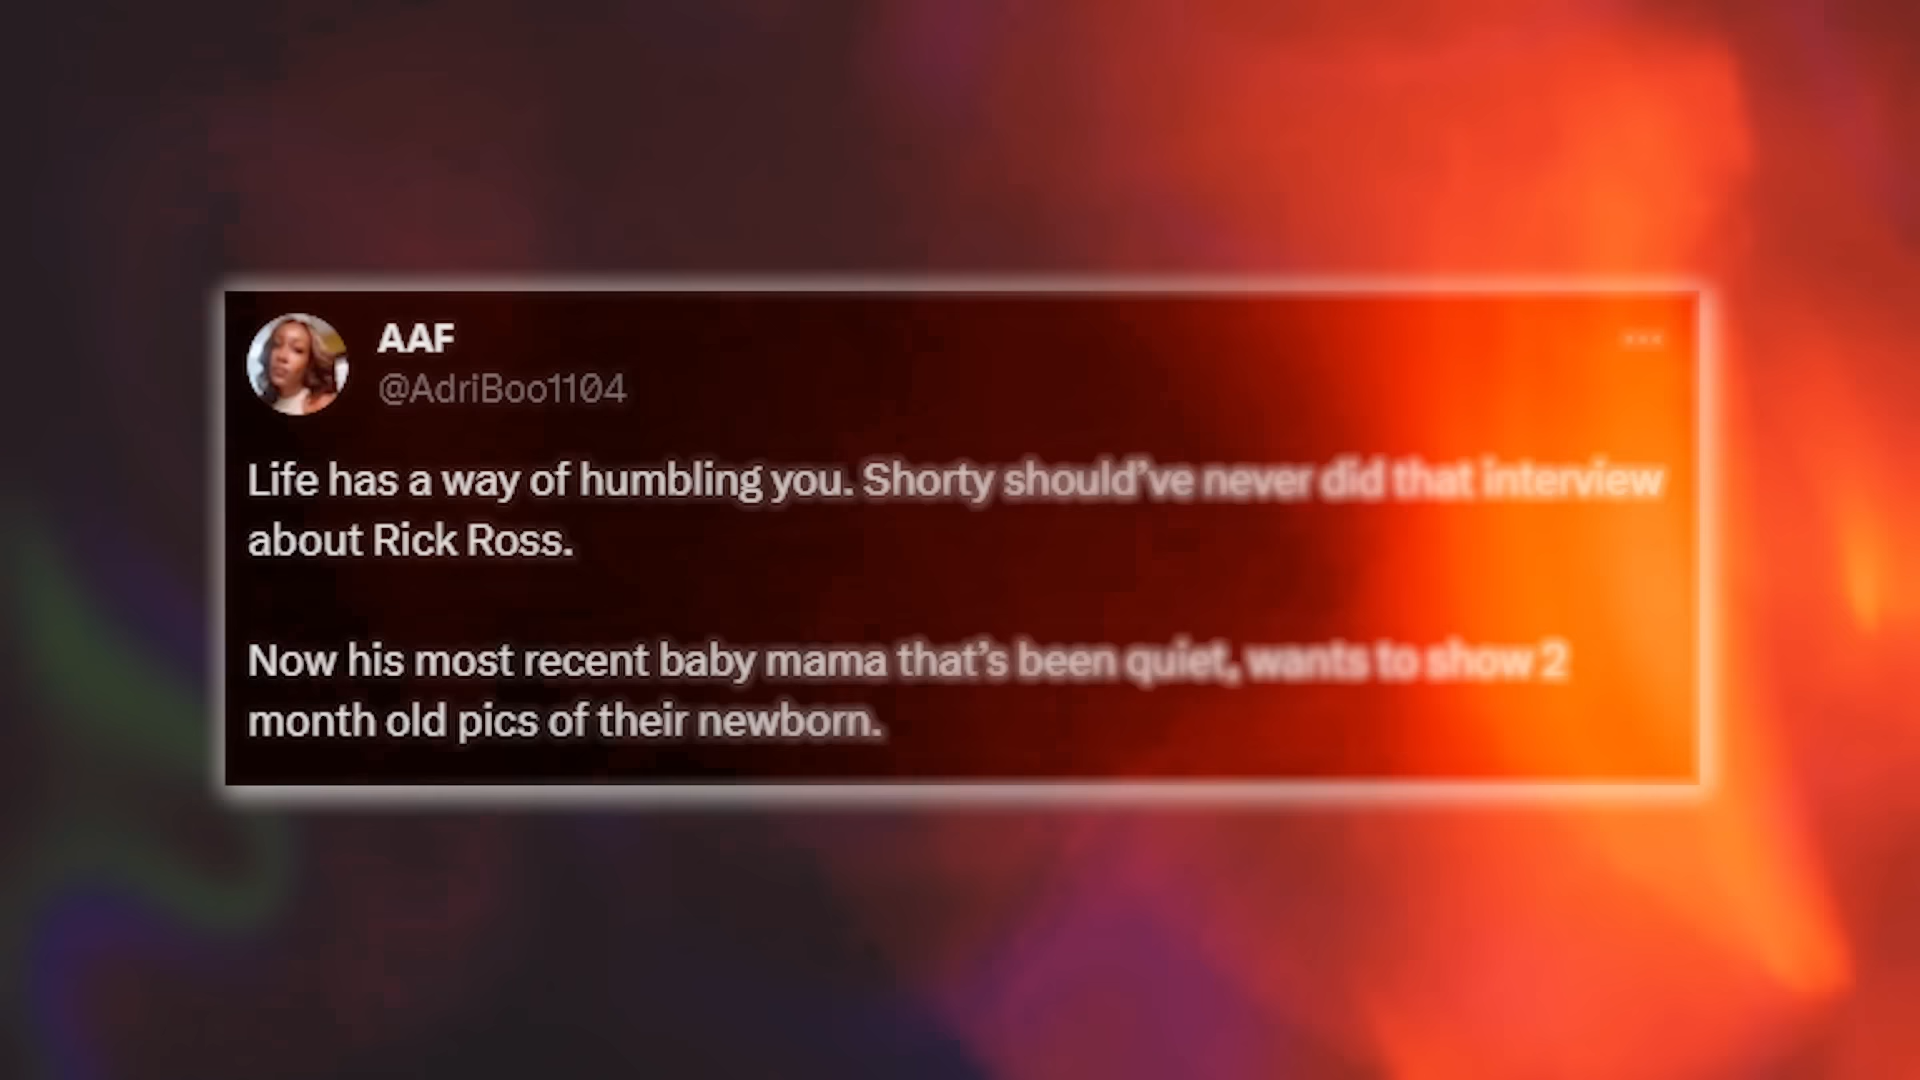 AAF
@AdriBoo1104
Life has a way of humbling you. Shorty should’ve never did that interview
about Rick Ross.
Now his most recent baby mama that’s been quiet, wants to show 2
month old pics of their newborn.